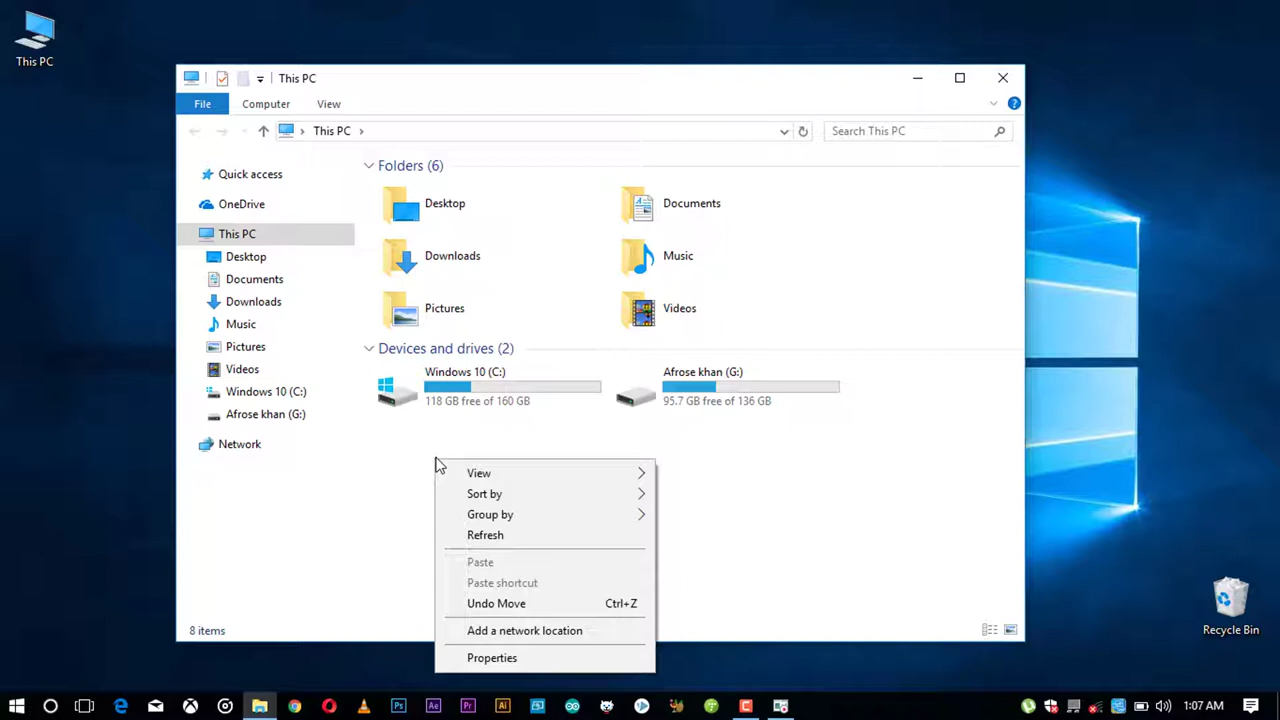 This PC
This PC
File Computer View
This PC
Search This PC
Quick access
OneDrive
This PC
Desktop
Documents
Downloads
Music
Pictures
Videos
Windows 10 (C:)
Afrose khan (G:)
Network
Folders (6)
Desktop
Documents
Downloads
Music
Pictures
Videos
Devices and drives (2)
Windows 10 (C:)
118 GB free of 160 GB
Afrose khan (G:)
95.7 GB free of 136 GB
View
Sort by
Group by
Refresh
Paste
Paste shortcut
Undo Move Ctrl+Z
Add a network location
Properties
8 items
Recycle Bin
Ps Ae Pr Ai
1:07 AM